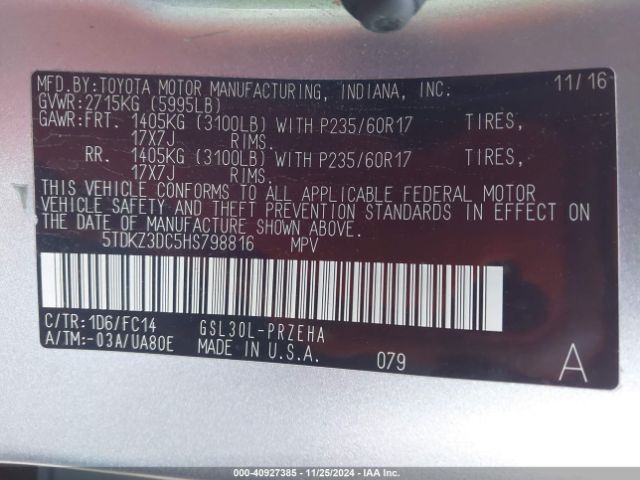 MFD.BY:TOYOTA MOTOR MANUFACTURING, INDIANA, INC. 11/16
GVWR:2715KG (5995LB)
GAWR:FRT. 1405KG (3100LB) WITH P235/60R17 TIRES,
17X7J RIMS.
RR. 1405KG (3100LB) WITH P235/60R17 TIRES,
17X7J RIMS.
THIS VEHICLE CONFORMS TO ALL APPLICABLE FEDERAL MOTOR
VEHICLE SAFETY AND THEFT PREVENTION STANDARDS IN EFFECT ON
THE DATE OF MANUFACTURE SHOWN ABOVE.
5TDKZ3DC5HS798816 MPV
C/TR:1D6/FC14 GSL30L-PRZEHA
A/TM:-03A/UA80E MADE IN U.S.A. 079 A
000-40927385 - 11/25/2024 - IAA Inc.